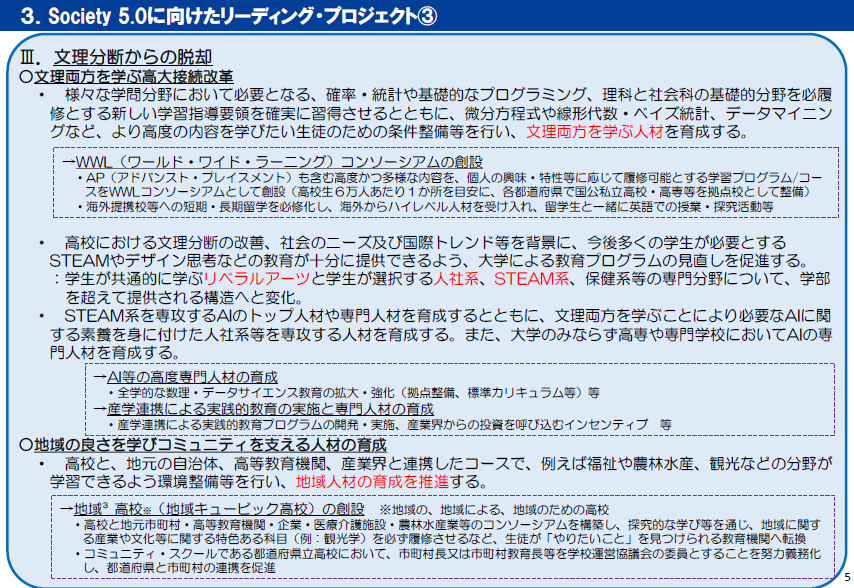 3. Society 5.0に向けたリーディング・プロジェクト③
Ⅲ. 文理分断からの脱却
○文理両方を学ぶ高大接続改革
・ 様々な学問分野において必要となる、確率・統計や基礎的なプログラミング、理科と社会科の基礎的分野を必履
修とする新しい学習指導要領を確実に習得させるとともに、微分方程式や線形代数・ベイズ統計、データマイニン
グなど、より高度の内容を学びたい生徒のための条件整備等を行い、文理両方を学ぶ人材を育成する。
→WWL（ワールド・ワイド・ラーニング）コンソーシアムの創設
・AP（アドバンスト・プレイスメント）も含む高度かつ多様な内容を、個人の興味・特性等に応じて履修可能とする学習プログラム/コー
スをWWLコンソーシアムとして創設（高校生６万人あたり１か所を目安に、各都道府県で国公私立高校・高専等を拠点校として整備）
・海外提携校等への短期・長期留学を必修化し、海外からハイレベル人材を受け入れ、留学生と一緒に英語での授業・探究活動等
・ 高校における文理分断の改善、社会のニーズ及び国際トレンド等を背景に、今後多くの学生が必要とする
STEAMやデザイン思考などの教育が十分に提供できるよう、大学による教育プログラムの見直しを促進する。
：学生が共通的に学ぶリベラルアーツと学生が選択する人社系、STEAM系、保健系等の専門分野について、学部
を超えて提供される構造へと変化。
・ STEAM系を専攻するAIのトップ人材や専門人材を育成するとともに、文理両方を学ぶことにより必要なAIに関
する素養を身に付けた人社系等を専攻する人材を育成する。また、大学のみならず高専や専門学校においてAIの専
門人材を育成する。
→AI等の高度専門人材の育成
・全学的な数理・データサイエンス教育の拡大・強化（拠点整備、標準カリキュラム等）等
→産学連携による実践的教育の実施と専門人材の育成
・産学連携による実践的教育プログラムの開発・実施、産業界からの投資を呼び込むインセンティブ 等
○地域の良さを学びコミュニティを支える人材の育成
・ 高校と、地元の自治体、高等教育機関、産業界と連携したコースで、例えば福祉や農林水産、観光などの分野が
学習できるよう環境整備等を行い、地域人材の育成を推進する。
→地域³ 高校※（地域キュービック高校）の創設 ※地域の、地域による、地域のための高校
・高校と地元市町村・高等教育機関・企業・医療介護施設・農林水産業等のコンソーシアムを構築し、探究的な学び等を通じ、地域に関す
る産業や文化等に関する特色ある科目（例：観光学）を必ず履修させるなど、生徒が「やりたいこと」を見つけられる教育機関へ転換
・コミュニティ・スクールである都道府県立高校において、市町村長又は市町村教育長等を学校運営協議会の委員とすることを努力義務化
し、都道府県と市町村の連携を促進
5